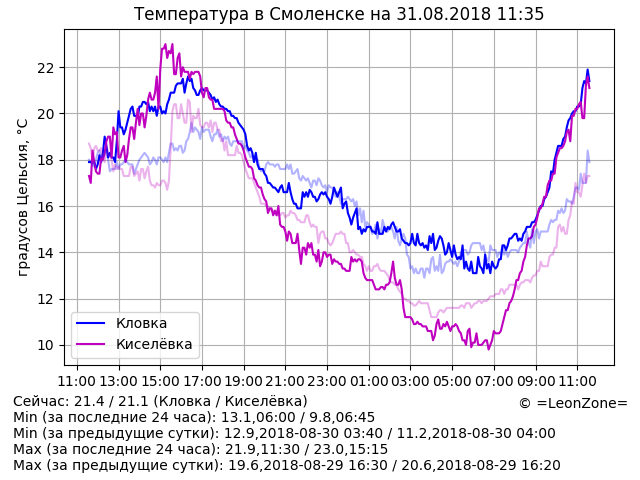 Температура в Смоленске на 31.08.2018 11:35
градусов Цельсия, °C
22
20
18
16
14
12
10
Кловка
Киселёвка
11:00 13:00 15:00 17:00 19:00 21:00 23:00 01:00 03:00 05:00 07:00 09:00 11:00
Сейчас: 21.4 / 21.1 (Кловка / Киселёвка)
© =LeonZone=
Min (за последние 24 часа): 13.1,06:00 / 9.8,06:45
Min (за предыдущие сутки): 12.9,2018-08-30 03:40 / 11.2,2018-08-30 04:00
Max (за последние 24 часа): 21.9,11:30 / 23.0,15:15
Max (за предыдущие сутки): 19.6,2018-08-29 16:30 / 20.6,2018-08-29 16:20